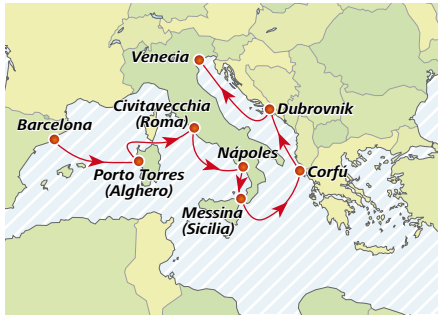 Venecia
Civitavecchia
(Roma)
Dubrovnik
Barcelona
Nápoles
Porto Torres
(Alghero)
Corfú
Messina
(Sicilia)